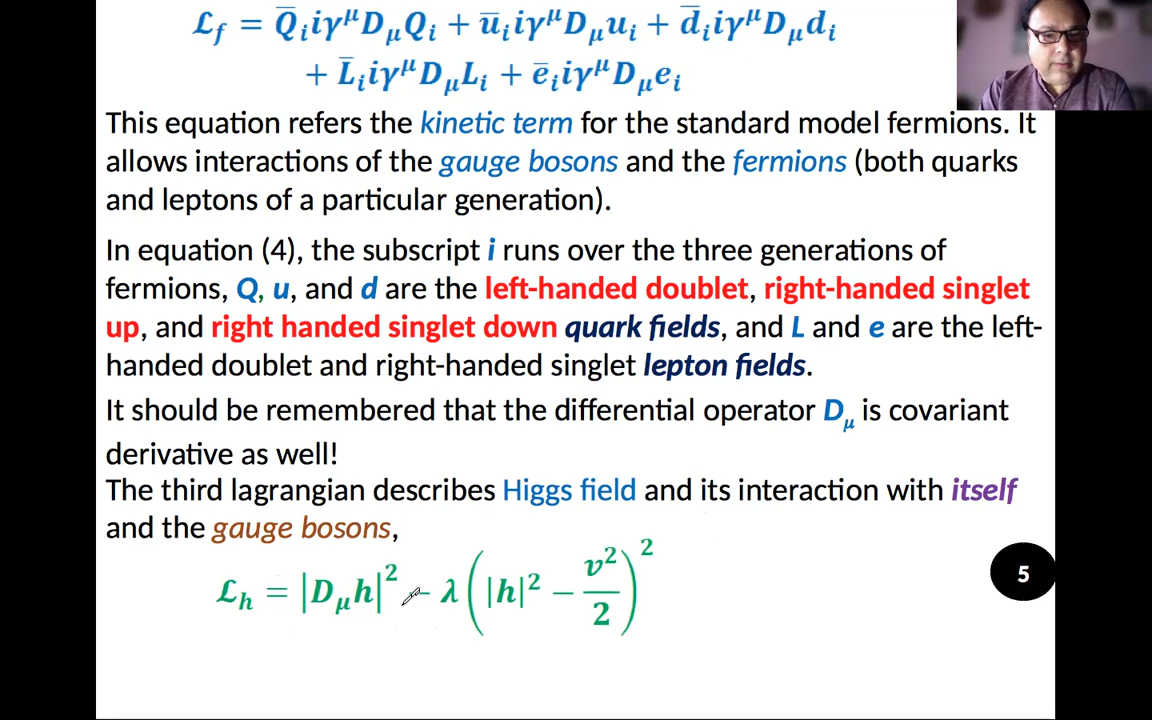 ℒ_f = Q̅_i iγ^μ D_μ Q_i + u̅_i iγ^μ D_μ u_i + d̅_i iγ^μ D_μ d_i
+ L̅_i iγ^μ D_μ L_i + e̅_i iγ^μ D_μ e_i
This equation refers the kinetic term for the standard model fermions. It
allows interactions of the gauge bosons and the fermions (both quarks
and leptons of a particular generation).
In equation (4), the subscript i runs over the three generations of
fermions, Q, u, and d are the left-handed doublet, right-handed singlet
up, and right handed singlet down quark fields, and L and e are the left-
handed doublet and right-handed singlet lepton fields.
It should be remembered that the differential operator D_μ is covariant
derivative as well!
The third lagrangian describes Higgs field and its interaction with itself
and the gauge bosons,
ℒ_h = |D_μ h|² − λ(|h|² − v²/2)²
5